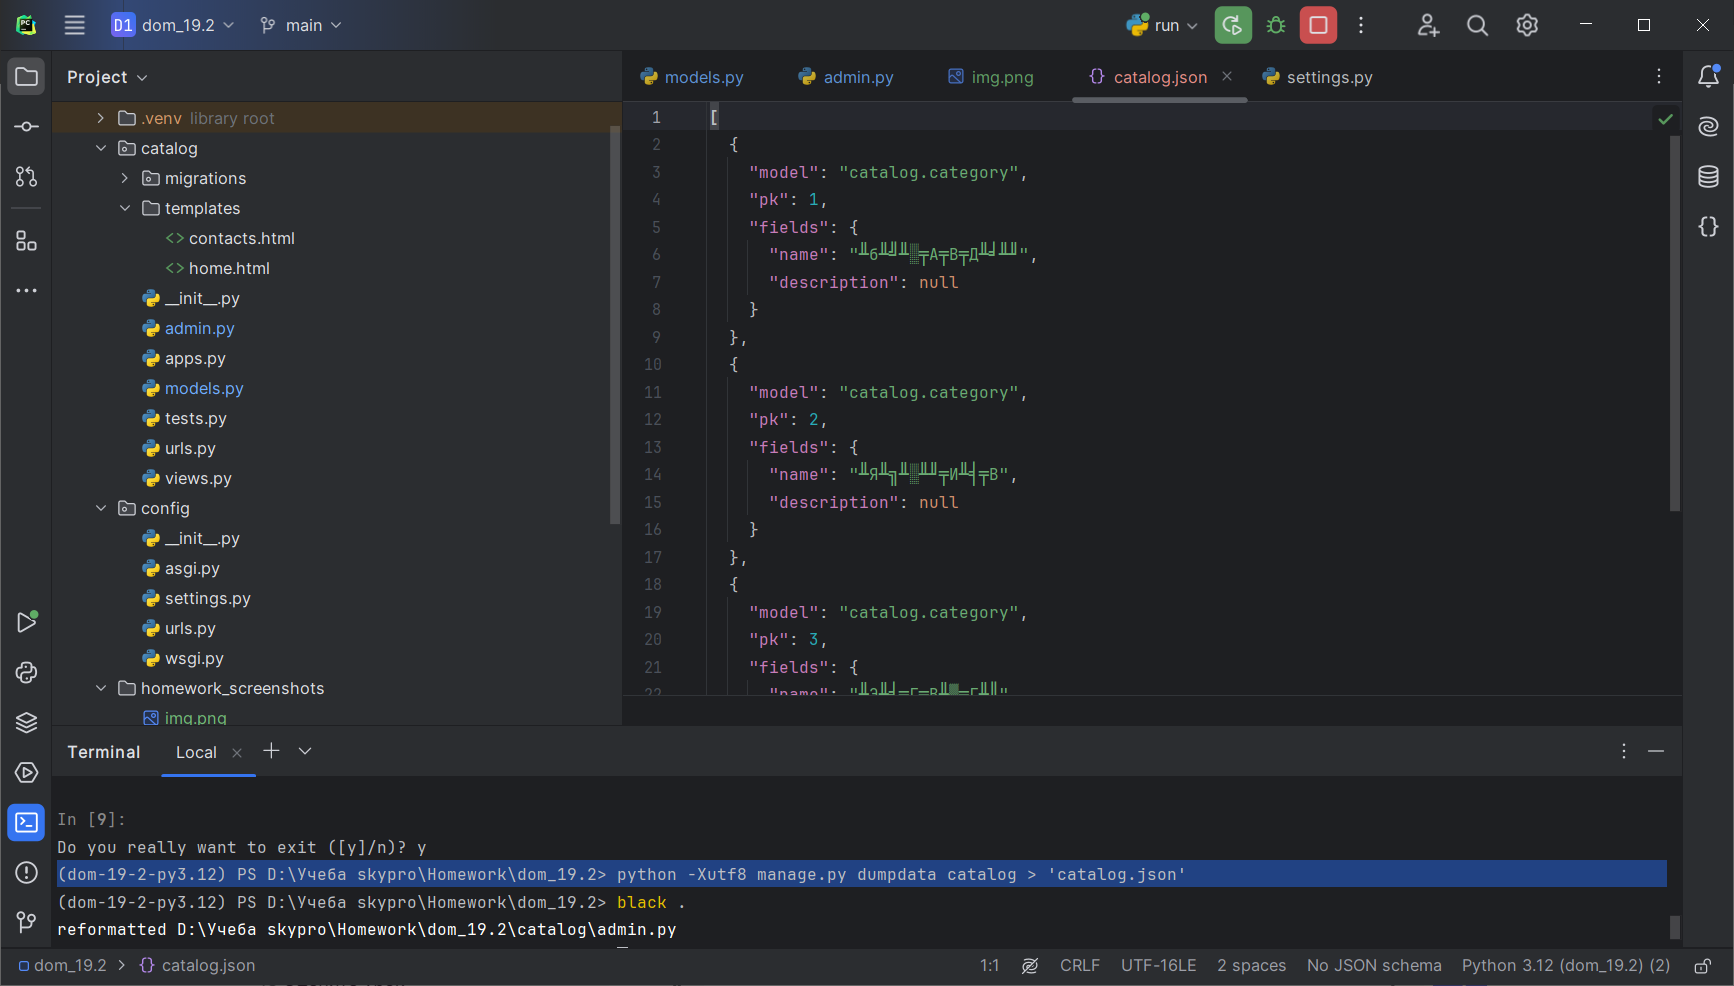 D1 dom_19.2 main run
Project
.venv library root
catalog
migrations
templates
contacts.html
home.html
__init__.py
admin.py
apps.py
models.py
tests.py
urls.py
views.py
config
__init__.py
asgi.py
settings.py
urls.py
wsgi.py
homework_screenshots
img.png
models.py admin.py img.png catalog.json settings.py
1 [
2 {
3 "model": "catalog.category",
4 "pk": 1,
5 "fields": {
6 "name":
7 "description": null
8 }
9 },
10 {
11 "model": "catalog.category",
12 "pk": 2,
13 "fields": {
14 "name":
15 "description": null
16 }
17 },
18 {
19 "model": "catalog.category",
20 "pk": 3,
21 "fields": {
22 "name":
Terminal Local
In [9]:
Do you really want to exit ([y]/n)? y
(dom-19-2-py3.12) PS D:\Учеба skypro\Homework\dom_19.2> python -Xutf8 manage.py dumpdata catalog > 'catalog.json'
(dom-19-2-py3.12) PS D:\Учеба skypro\Homework\dom_19.2> black .
reformatted D:\Учеба skypro\Homework\dom_19.2\catalog\admin.py
dom_19.2 > catalog.json 1:1 CRLF UTF-16LE 2 spaces No JSON schema Python 3.12 (dom_19.2) (2)